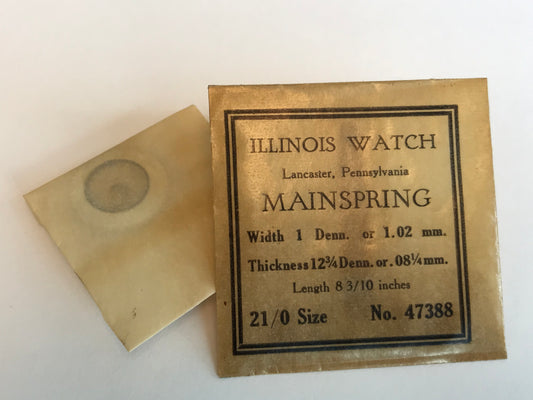 ILLINOIS WATCH
Lancaster, Pennsylvania
MAINSPRING
Width 1 Denn. or 1.02 mm.
Thickness 12¾ Denn. or .08¼ mm.
Length 8 3/10 inches
21/0 Size No. 47388